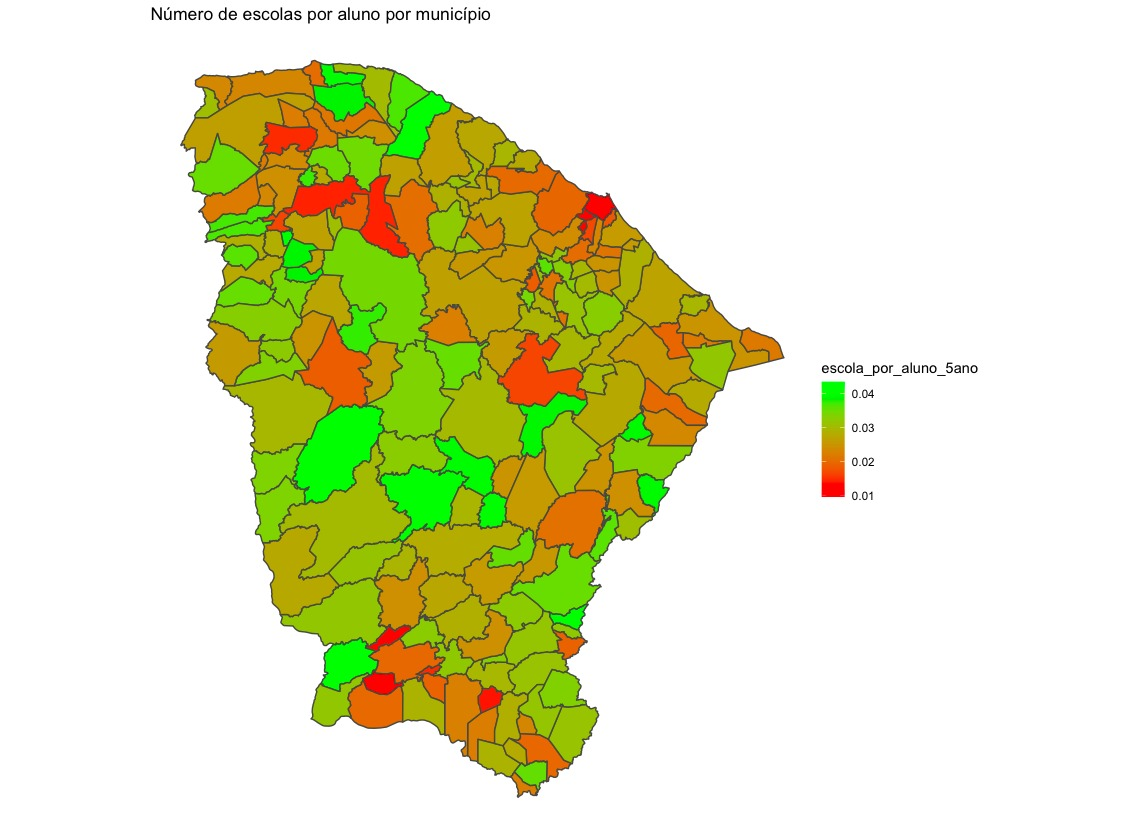 Número de escolas por aluno por município
escola_por_aluno_5ano
0.04
0.03
0.02
0.01